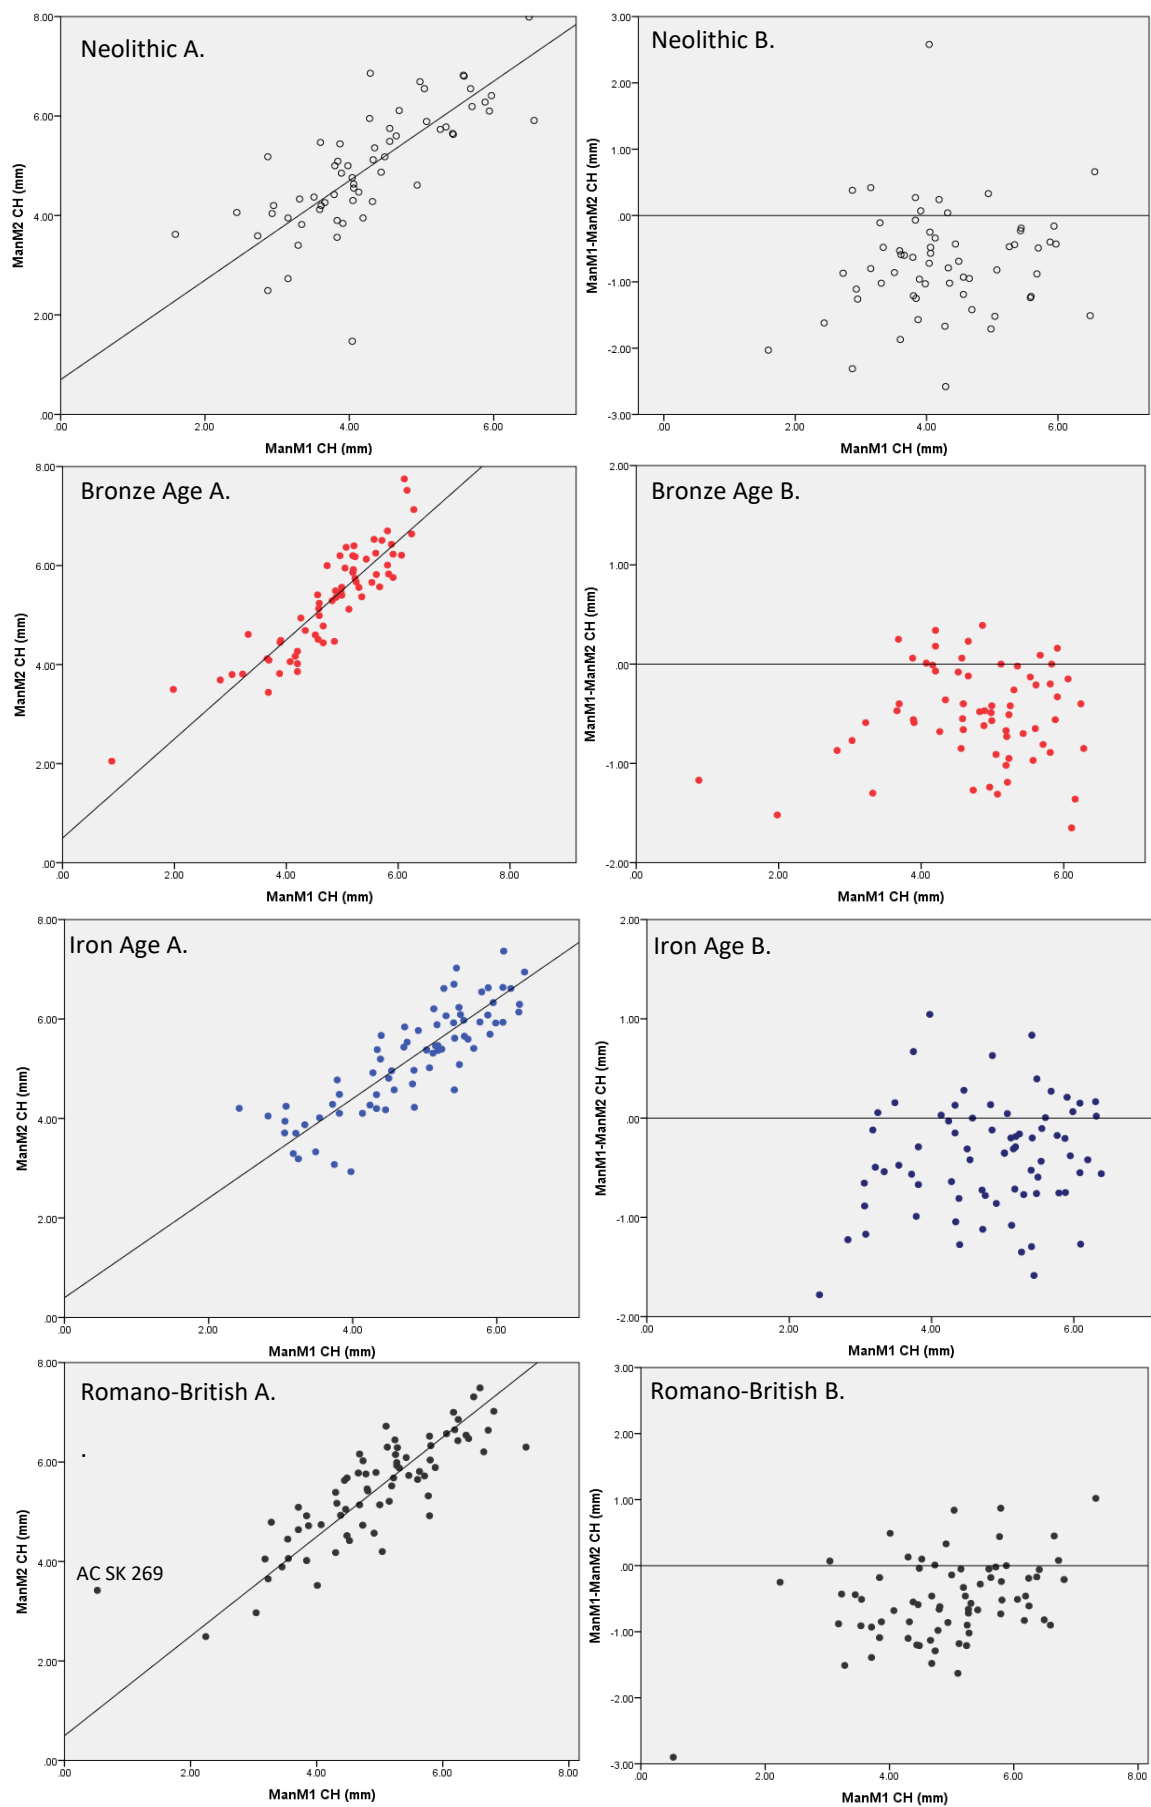 Neolithic A.
8.00
6.00
4.00
2.00
.00
ManM2 CH (mm)
.00 2.00 4.00 6.00
ManM1 CH (mm)
Neolithic B.
3.00
2.00
1.00
.00
-1.00
-2.00
-3.00
ManM1-ManM2 CH (mm)
.00 2.00 4.00 6.00
ManM1 CH (mm)
Bronze Age A.
8.00
6.00
4.00
2.00
.00
ManM2 CH (mm)
.00 2.00 4.00 6.00 8.00
ManM1 CH (mm)
Bronze Age B.
2.00
1.00
.00
-1.00
-2.00
ManM1-ManM2 CH (mm)
.00 2.00 4.00 6.00
ManM1 CH (mm)
Iron Age A.
8.00
6.00
4.00
2.00
.00
ManM2 CH (mm)
.00 2.00 4.00 6.00
ManM1 CH (mm)
Iron Age B.
2.00
1.00
.00
-1.00
-2.00
ManM1-ManM2 CH (mm)
.00 2.00 4.00 6.00
ManM1 CH (mm)
Romano-British A.
.
AC SK 269
8.00
6.00
4.00
2.00
.00
ManM2 CH (mm)
.00 2.00 4.00 6.00 8.00
ManM1 CH (mm)
Romano-British B.
3.00
2.00
1.00
.00
-1.00
-2.00
-3.00
ManM1-ManM2 CH (mm)
.00 2.00 4.00 6.00 8.00
ManM1 CH (mm)